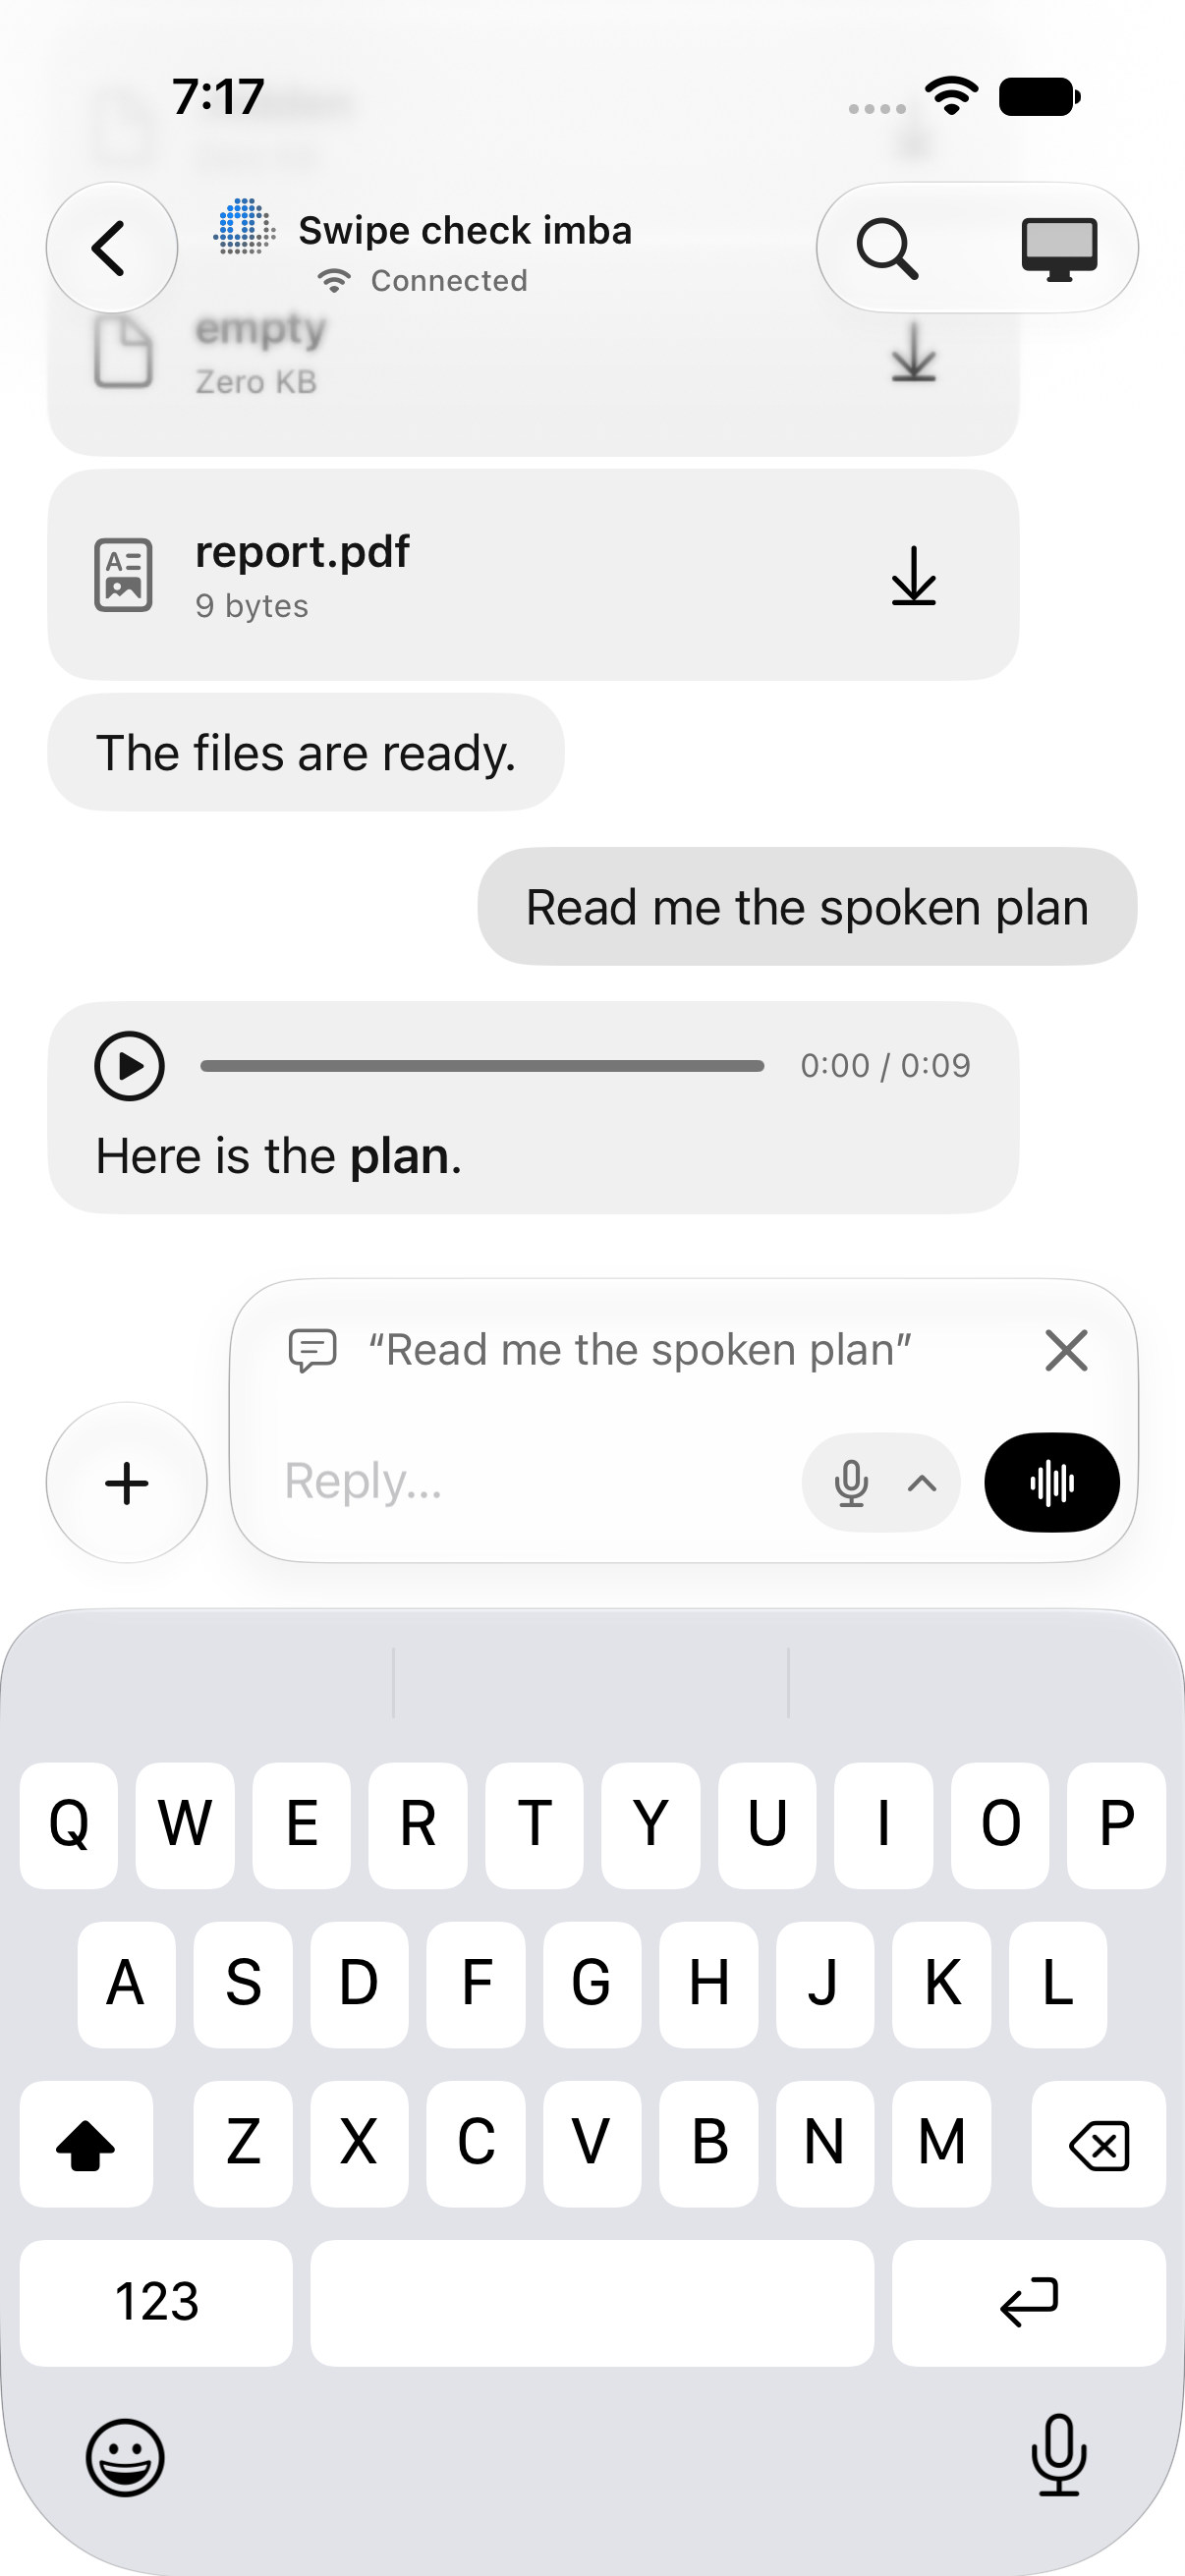 7:17
Swipe check imba
Connected
empty
Zero KB
report.pdf
9 bytes
The files are ready.
Read me the spoken plan
0:00 / 0:09
Here is the plan.
“Read me the spoken plan”
Reply...
Q W E R T Y U I O P
A S D F G H J K L
Z X C V B N M
123